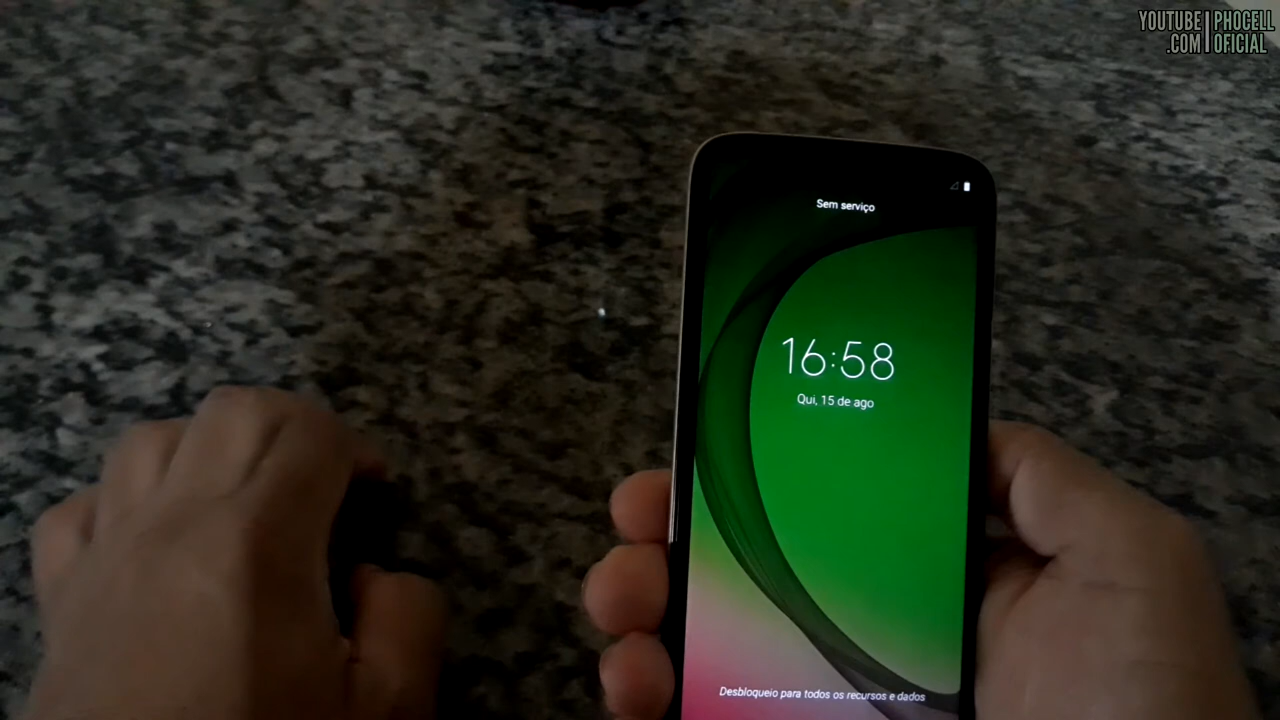 YOUTUBE PHOCELL
.COM OFICIAL
Sem serviço
16:58
Qui, 15 de ago
Desbloqueio para todos os recursos e dados